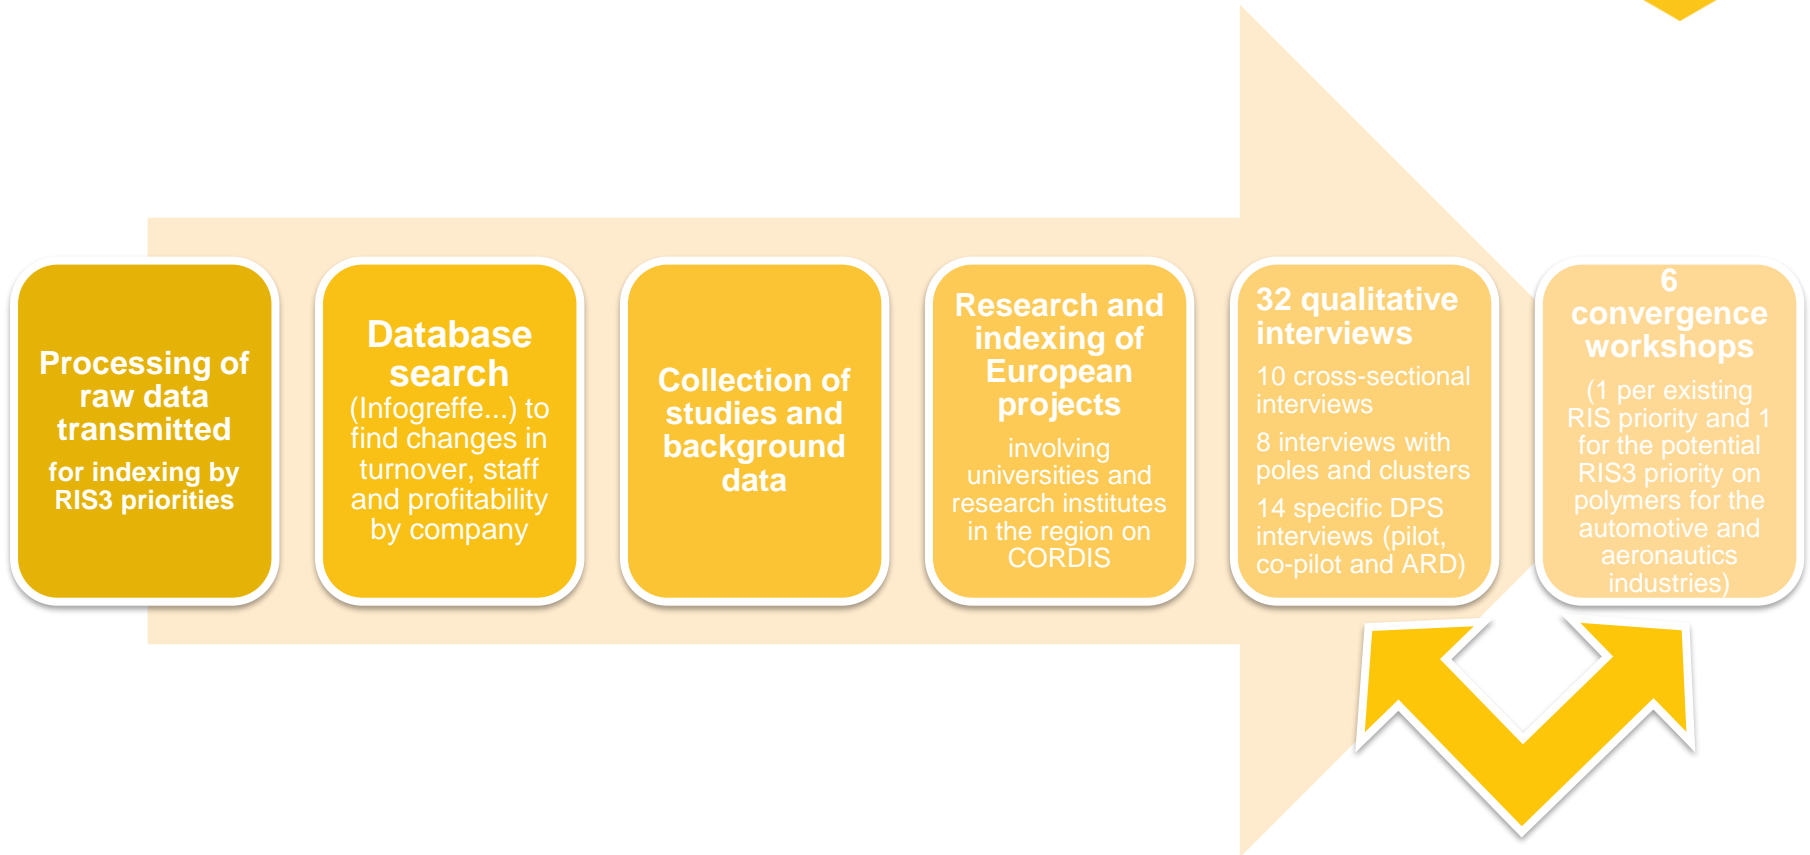 Processing of
raw data
transmitted
for indexing by
RIS3 priorities
Database
search
(Infogreffe...) to
find changes in
turnover, staff
and profitability
by company
Collection of
studies and
background
data
Research and
indexing of
European
projects
involving
universities and
research institutes
in the region on
CORDIS
32 qualitative
interviews
10 cross-sectional
interviews
8 interviews with
poles and clusters
14 specific DPS
interviews (pilot,
co-pilot and ARD)
6
convergence
workshops
(1 per existing
RIS priority and 1
for the potential
RIS3 priority on
polymers for the
automotive and
aeronautics
industries)